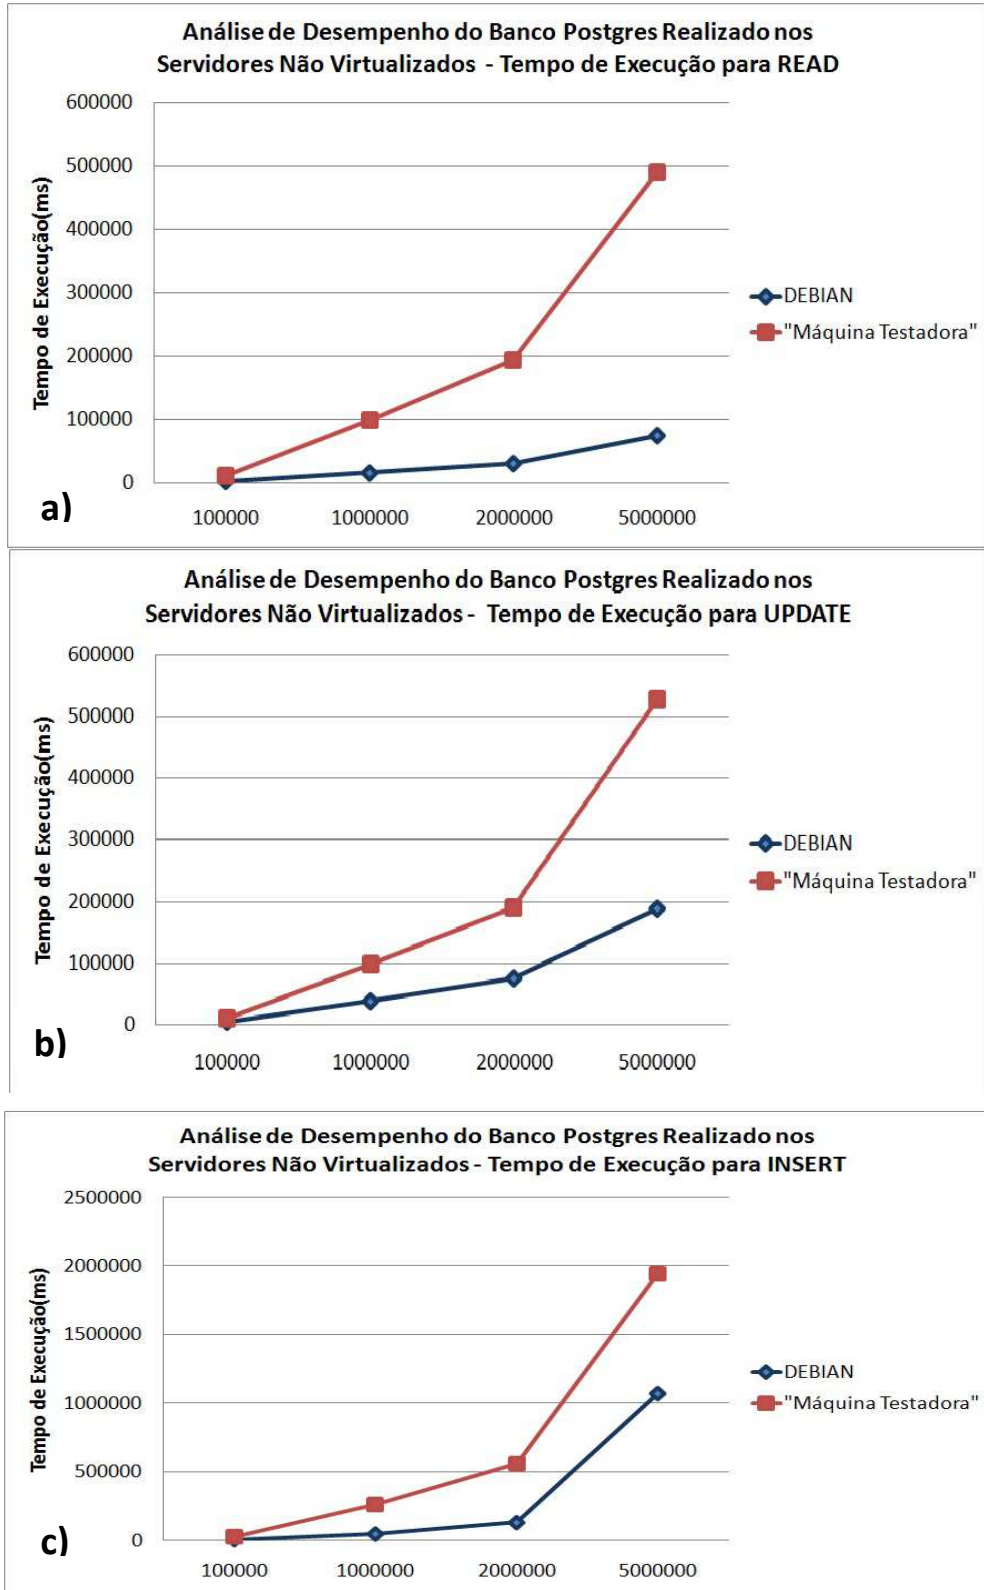 Análise de Desempenho do Banco Postgres Realizado nos
Servidores Não Virtualizados - Tempo de Execução para READ
Tempo de Execução(ms)
600000
500000
400000
300000
200000
100000
0
100000 1000000 2000000 5000000
DEBIAN
"Máquina Testadora"
a)
Análise de Desempenho do Banco Postgres Realizado nos
Servidores Não Virtualizados - Tempo de Execução para UPDATE
Tempo de Execução(ms)
600000
500000
400000
300000
200000
100000
0
100000 1000000 2000000 5000000
DEBIAN
"Máquina Testadora"
b)
Análise de Desempenho do Banco Postgres Realizado nos
Servidores Não Virtualizados - Tempo de Execução para INSERT
Tempo de Execução(ms)
2500000
2000000
1500000
1000000
500000
0
100000 1000000 2000000 5000000
DEBIAN
"Máquina Testadora"
c)